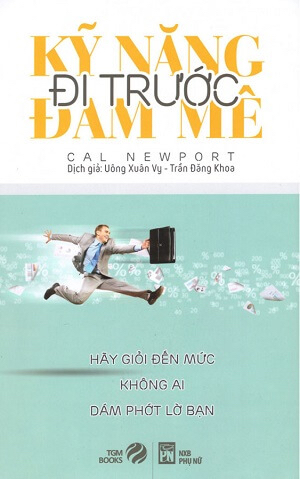 KỸ NĂNG
ĐI TRƯỚC
ĐAM MÊ
CAL NEWPORT
Dịch giả: Uông Xuân Vy - Trần Đăng Khoa
HÃY GIỎI ĐẾN MỨC
KHÔNG AI
DÁM PHỚT LỜ BẠN
TGM
BOOKS
PN
NXB
PHỤ NỮ